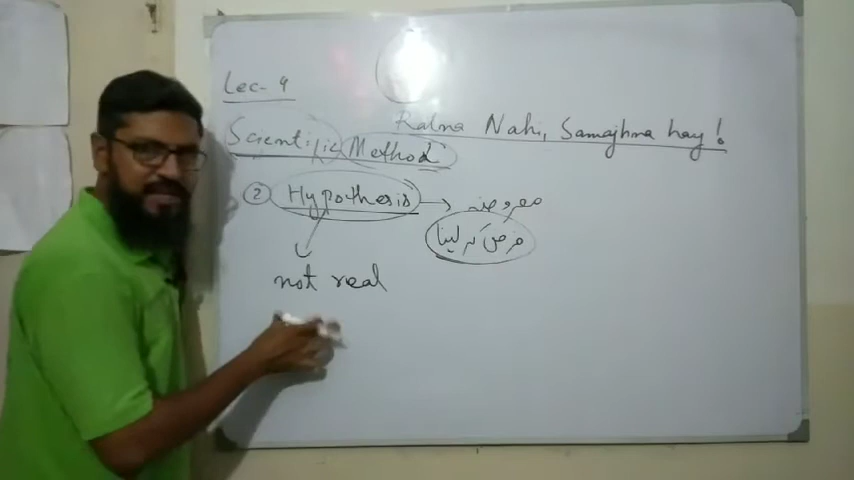 Lec- 4
Ratna Nahi, Samajhna hay!
Scientific Method
② Hypothesis → مفروضہ
فرض کر لینا
not real